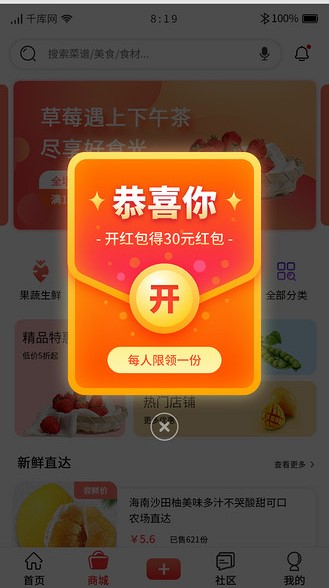 千库网
8:19
100%
搜索菜谱/美食/食材...
草莓遇上下午茶
尽享好食光
恭喜你
- 开红包得30元红包 -
开
每人限领一份
果蔬生鲜
全部分类
精品特惠
低价5折起
热门店铺
新鲜直达
查看更多 >
尝鲜价
海南沙田柚美味多汁不哭酸甜可口
农场直达
￥5.6 已售621份
首页
商城
社区
我的